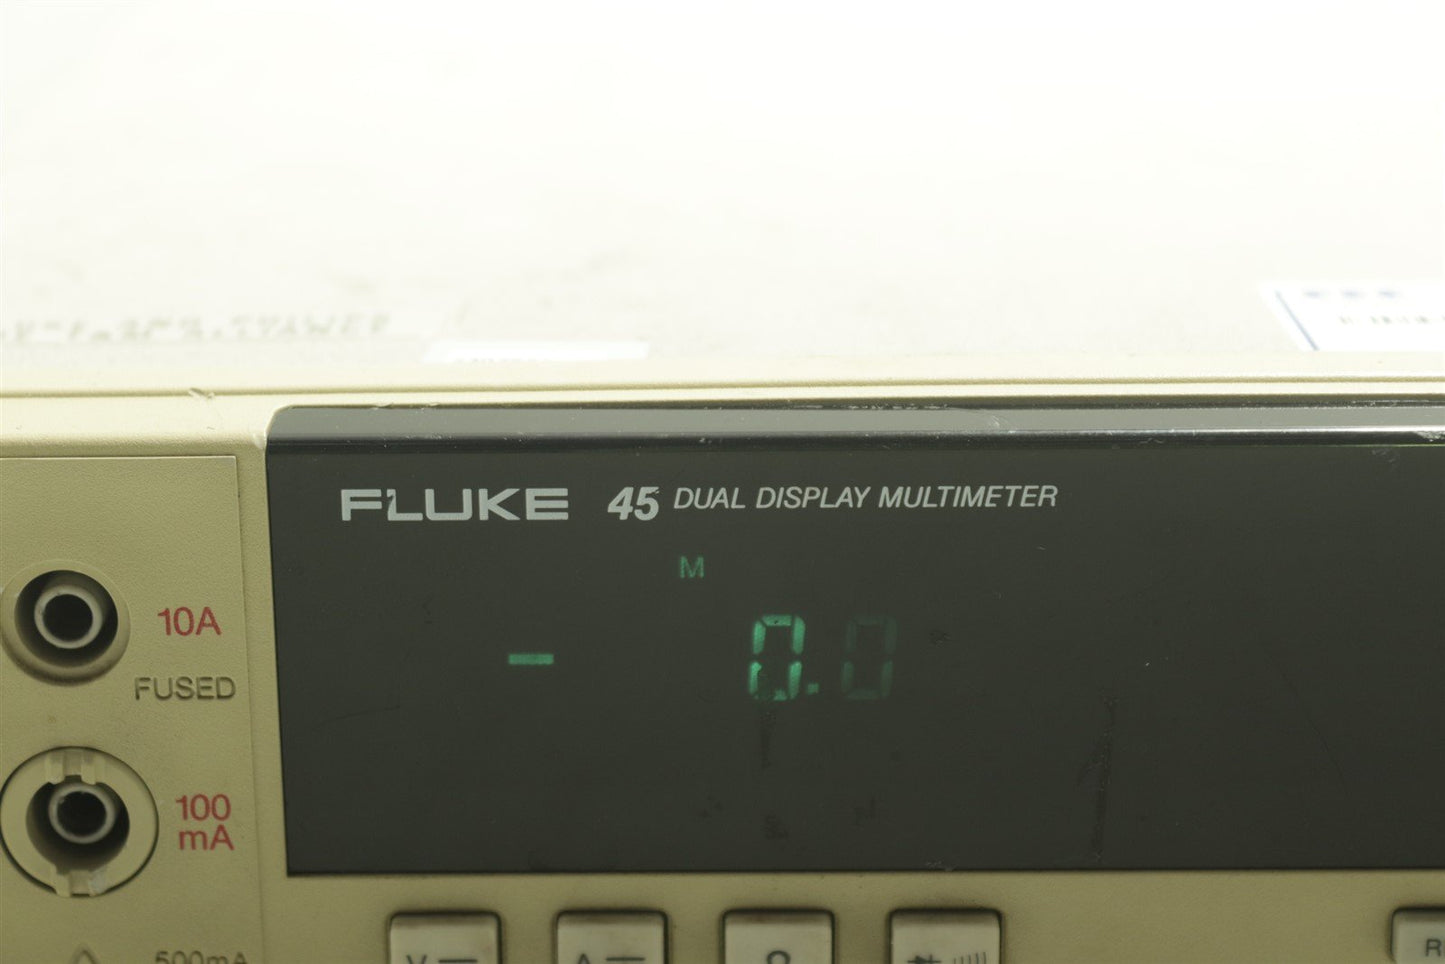 FLUKE 45 DUAL DISPLAY MULTIMETER
M
- 0.0
10A
FUSED
100
mA
500mA
V
A
R